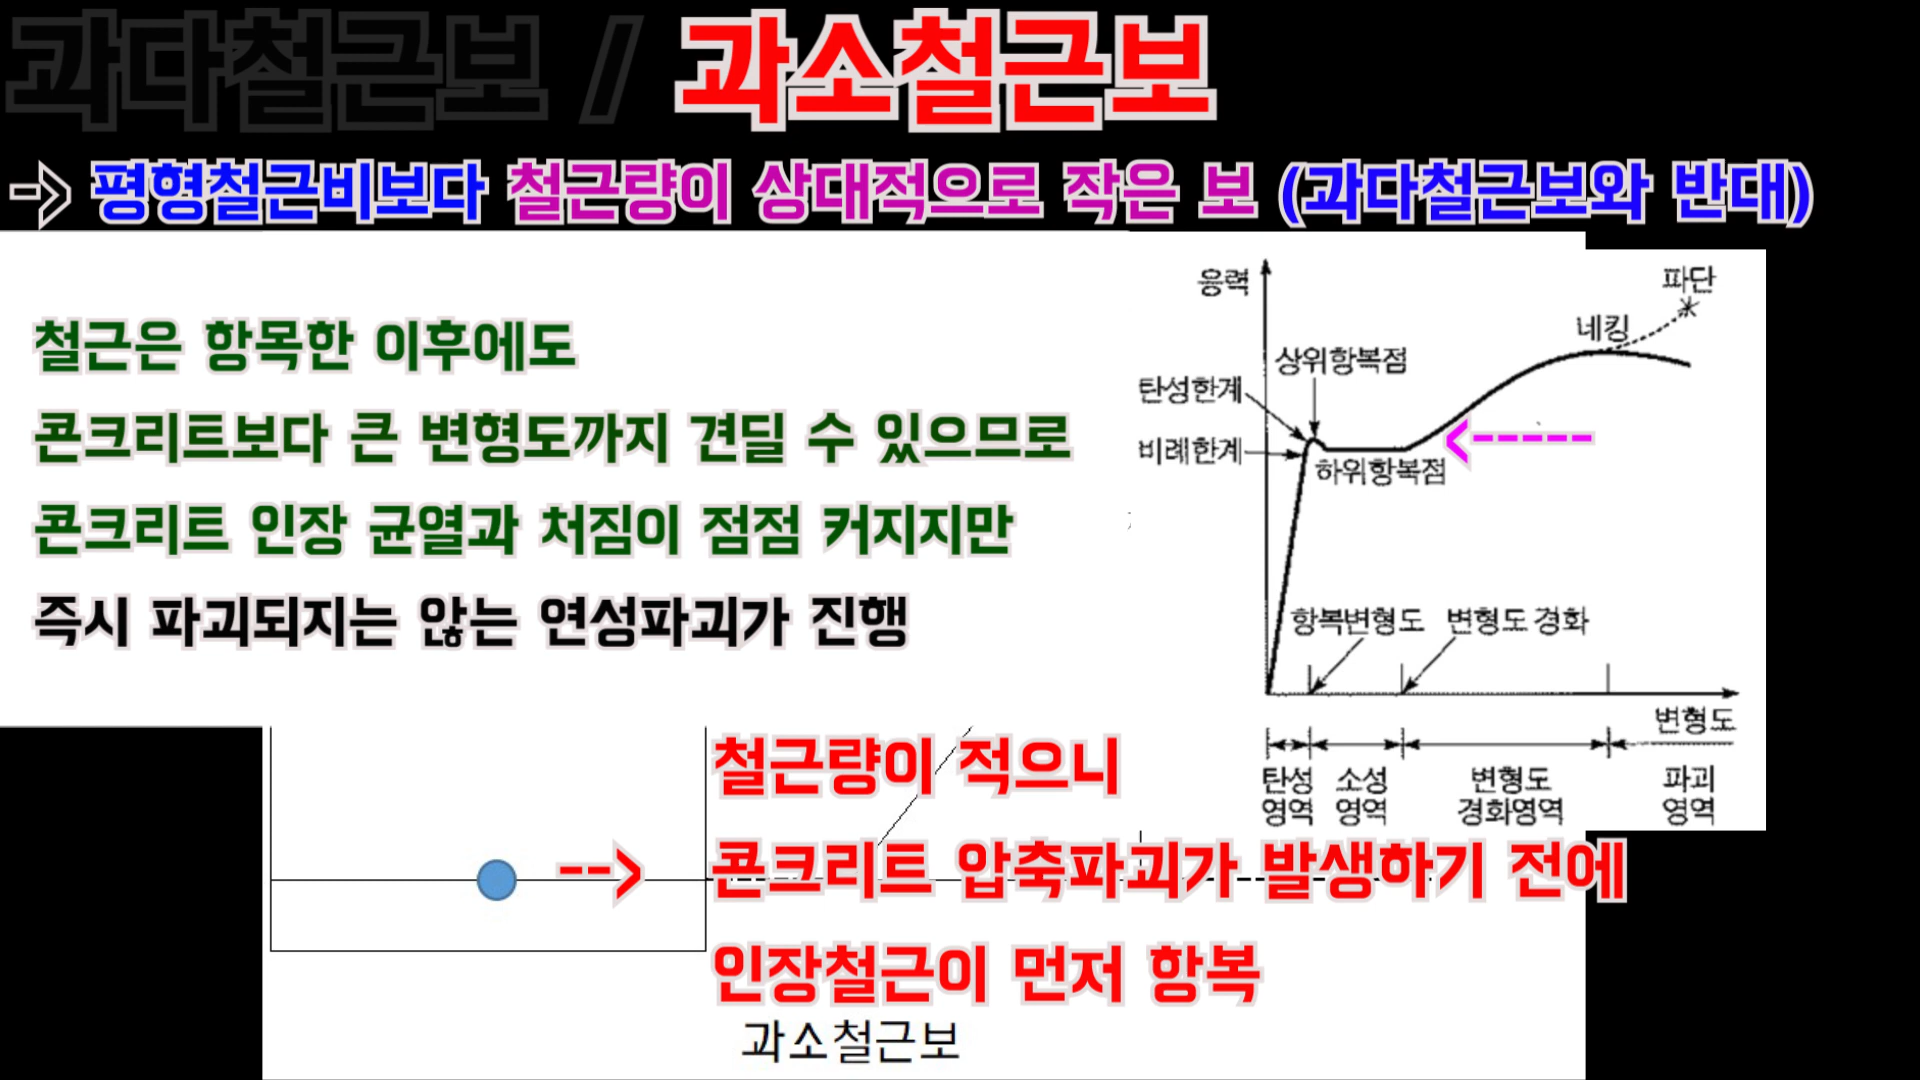 과다철근보 / 과소철근보
-> 평형철근비보다 철근량이 상대적으로 작은 보 (과다철근보와 반대)
철근은 항목한 이후에도
콘크리트보다 큰 변형도까지 견딜 수 있으므로
콘크리트 인장 균열과 처짐이 점점 커지지만
즉시 파괴되지는 않는 연성파괴가 진행
응력
파단
네킹
상위항복점
탄성한계
비례한계
하위항복점
<-----
항복변형도
변형도 경화
변형도
탄성
영역
소성
영역
변형도
경화영역
파괴
영역
철근량이 적으니
--> 콘크리트 압축파괴가 발생하기 전에
인장철근이 먼저 항복
과소철근보